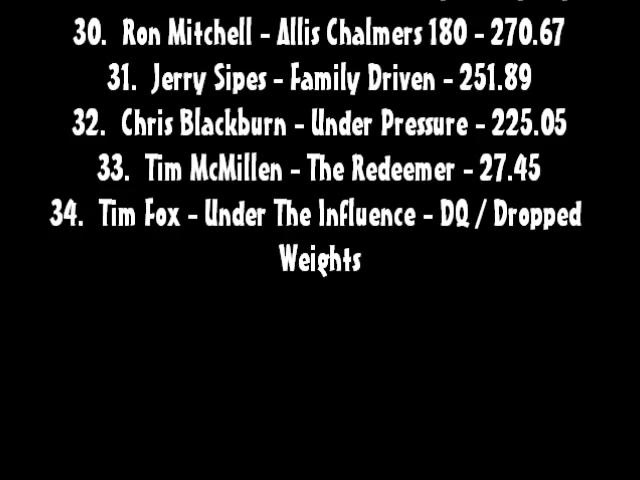 30. Ron Mitchell - Allis Chalmers 180 - 270.67
31. Jerry Sipes - Family Driven - 251.89
32. Chris Blackburn - Under Pressure - 225.05
33. Tim McMillen - The Redeemer - 27.45
34. Tim Fox - Under The Influence - DQ / Dropped
Weights